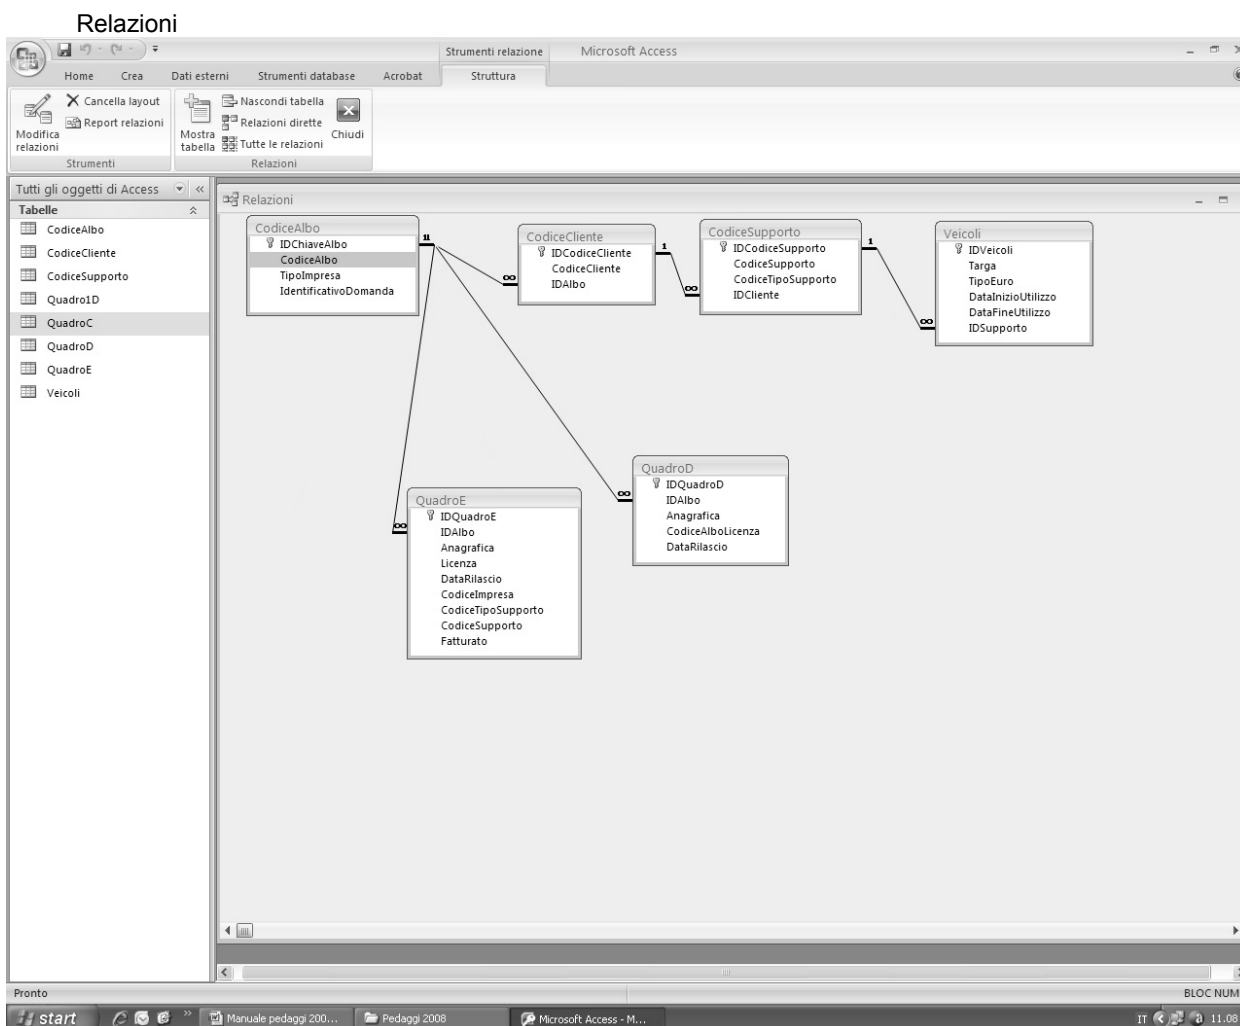 Relazioni
Strumenti relazione
Microsoft Access
Home Crea Dati esterni Strumenti database Acrobat Struttura
Modifica relazioni
Cancella layout
Report relazioni
Strumenti
Mostra tabella
Nascondi tabella
Relazioni dirette
Tutte le relazioni
Chiudi
Relazioni
Tutti gli oggetti di Access
Tabelle
CodiceAlbo
CodiceCliente
CodiceSupporto
Quadro1D
QuadroC
QuadroD
QuadroE
Veicoli
Relazioni
CodiceAlbo
IDChiaveAlbo
CodiceAlbo
TipoImpresa
IdentificativoDomanda
CodiceCliente
IDCodiceCliente
CodiceCliente
IDAlbo
1
∞
CodiceSupporto
IDCodiceSupporto
CodiceSupporto
CodiceTipoSupporto
IDCliente
1
∞
Veicoli
IDVeicoli
Targa
TipoEuro
DataInizioUtilizzo
DataFineUtilizzo
IDSupporto
∞
QuadroE
IDQuadroE
IDAlbo
Anagrafica
Licenza
DataRilascio
CodiceImpresa
CodiceTipoSupporto
CodiceSupporto
Fatturato
∞
QuadroD
IDQuadroD
IDAlbo
Anagrafica
CodiceAlboLicenza
DataRilascio
∞
Pronto
BLOC NUM
start
Manuale pedaggi 200...
Pedaggi 2008
Microsoft Access - M...
IT
11.08